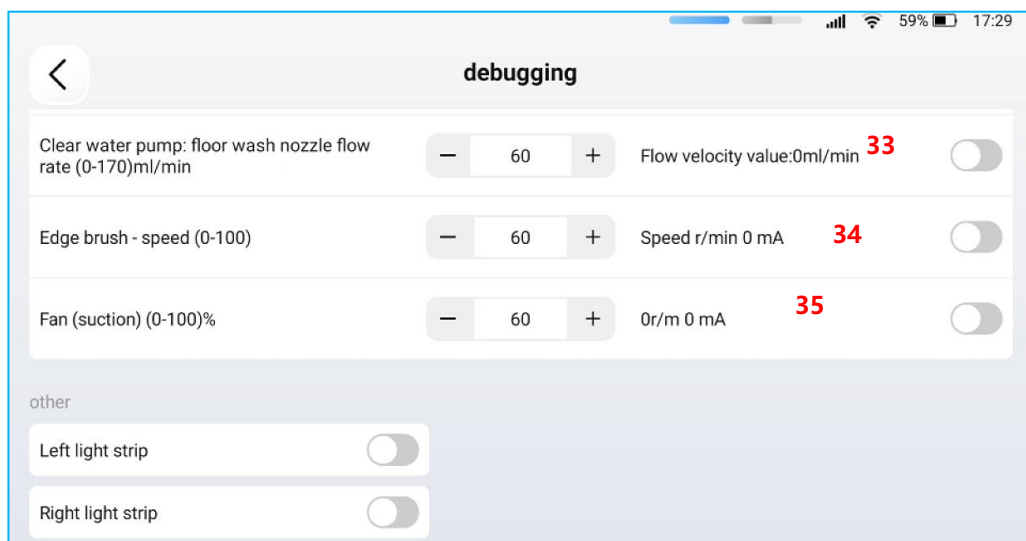 59% 17:29
debugging
Clear water pump: floor wash nozzle flow
rate (0-170)ml/min
− 60 + Flow velocity value:0ml/min 33
Edge brush - speed (0-100) − 60 + Speed r/min 0 mA 34
Fan (suction) (0-100)% − 60 + 0r/m 0 mA 35
other
Left light strip
Right light strip